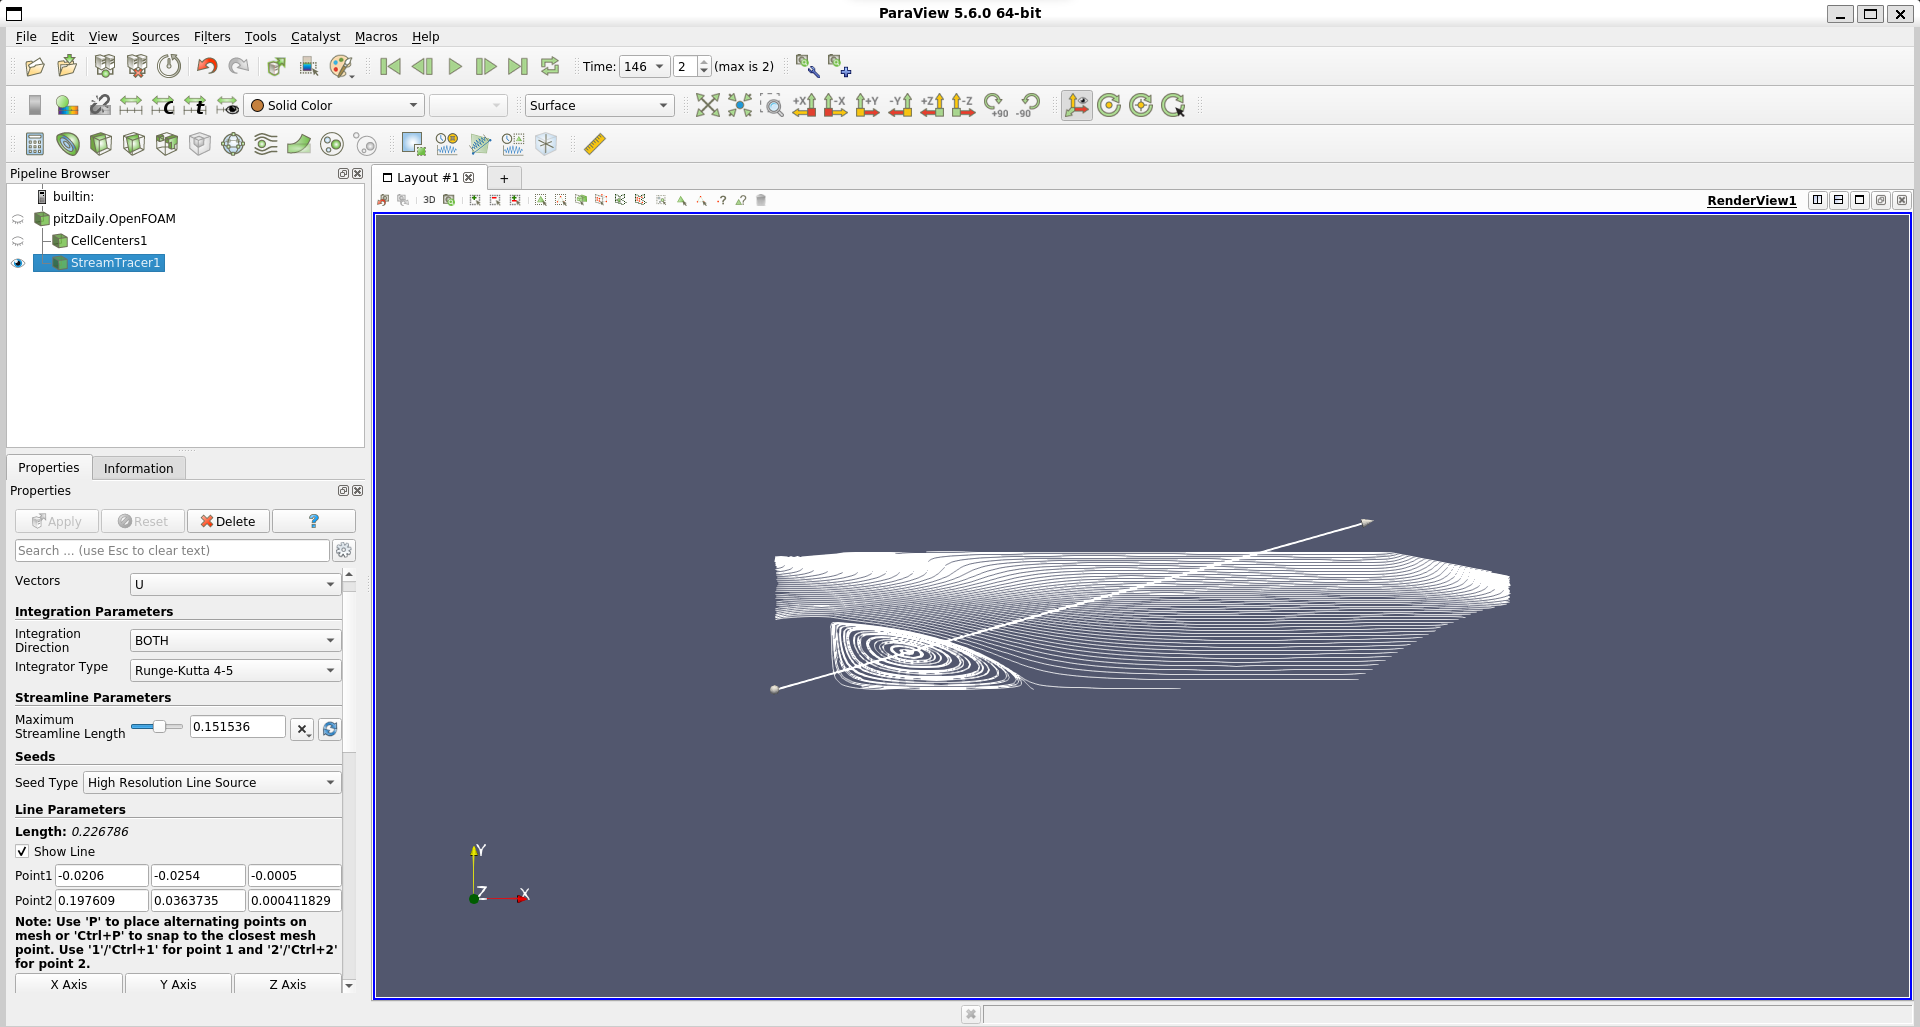 ParaView 5.6.0 64-bit
File Edit View Sources Filters Tools Catalyst Macros Help
Time: 146 2 (max is 2)
Solid Color Surface +X -X +Y -Y +Z -Z +90 -90
Pipeline Browser
builtin:
pitzDaily.OpenFOAM
CellCenters1
StreamTracer1
Properties Information
Properties
Apply Reset Delete ?
Search ... (use Esc to clear text)
Vectors U
Integration Parameters
Integration
Direction BOTH
Integrator Type Runge-Kutta 4-5
Streamline Parameters
Maximum
Streamline Length 0.151536
Seeds
Seed Type High Resolution Line Source
Line Parameters
Length: 0.226786
Show Line
Point1 -0.0206 -0.0254 -0.0005
Point2 0.197609 0.0363735 0.000411829
Note: Use 'P' to place alternating points on
mesh or 'Ctrl+P' to snap to the closest mesh
point. Use '1'/'Ctrl+1' for point 1 and '2'/'Ctrl+2'
for point 2.
X Axis Y Axis Z Axis
Layout #1 +
3D RenderView1
Y
Z X